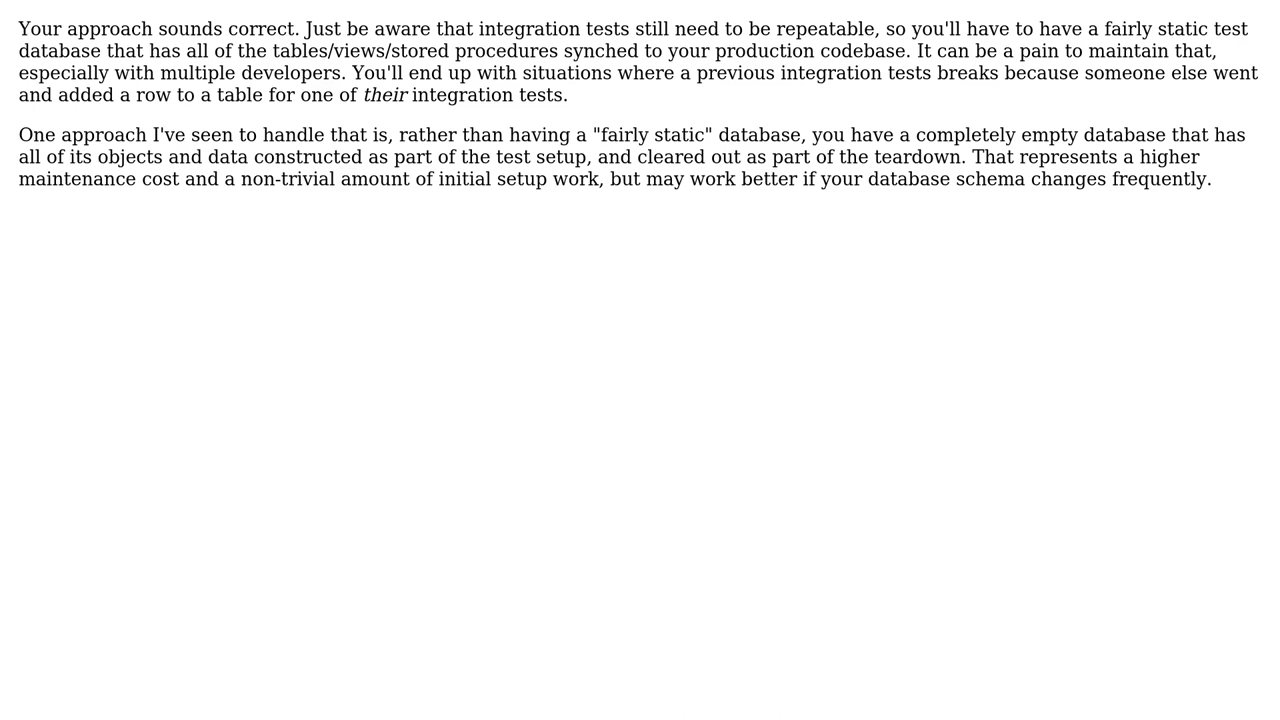 Your approach sounds correct. Just be aware that integration tests still need to be repeatable, so you'll have to have a fairly static test
database that has all of the tables/views/stored procedures synched to your production codebase. It can be a pain to maintain that,
especially with multiple developers. You'll end up with situations where a previous integration tests breaks because someone else went
and added a row to a table for one of their integration tests.
One approach I've seen to handle that is, rather than having a "fairly static" database, you have a completely empty database that has
all of its objects and data constructed as part of the test setup, and cleared out as part of the teardown. That represents a higher
maintenance cost and a non-trivial amount of initial setup work, but may work better if your database schema changes frequently.